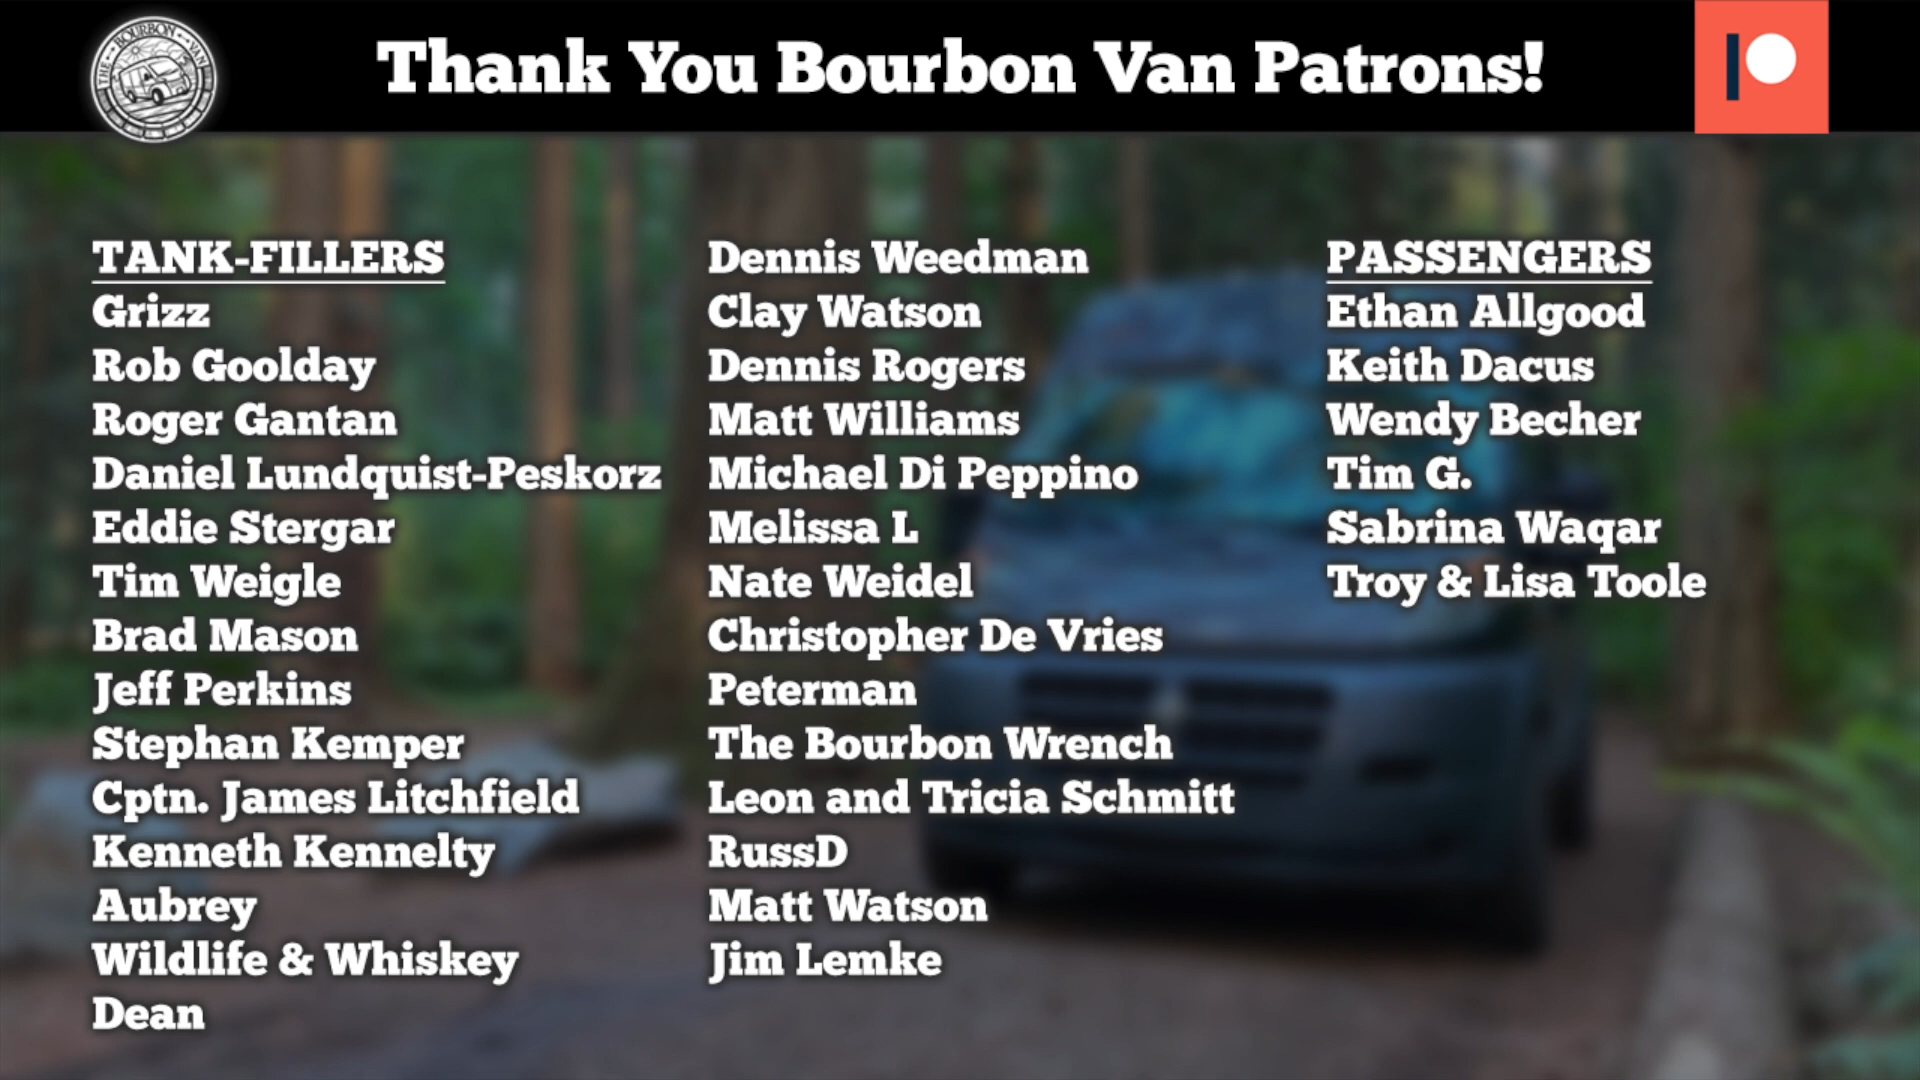 THE BOURBON VAN
Thank You Bourbon Van Patrons!
TANK-FILLERS
Grizz
Rob Goolday
Roger Gantan
Daniel Lundquist-Peskorz
Eddie Stergar
Tim Weigle
Brad Mason
Jeff Perkins
Stephan Kemper
Cptn. James Litchfield
Kenneth Kennelty
Aubrey
Wildlife & Whiskey
Dean
Dennis Weedman
Clay Watson
Dennis Rogers
Matt Williams
Michael Di Peppino
Melissa L
Nate Weidel
Christopher De Vries
Peterman
The Bourbon Wrench
Leon and Tricia Schmitt
RussD
Matt Watson
Jim Lemke
PASSENGERS
Ethan Allgood
Keith Dacus
Wendy Becher
Tim G.
Sabrina Waqar
Troy & Lisa Toole